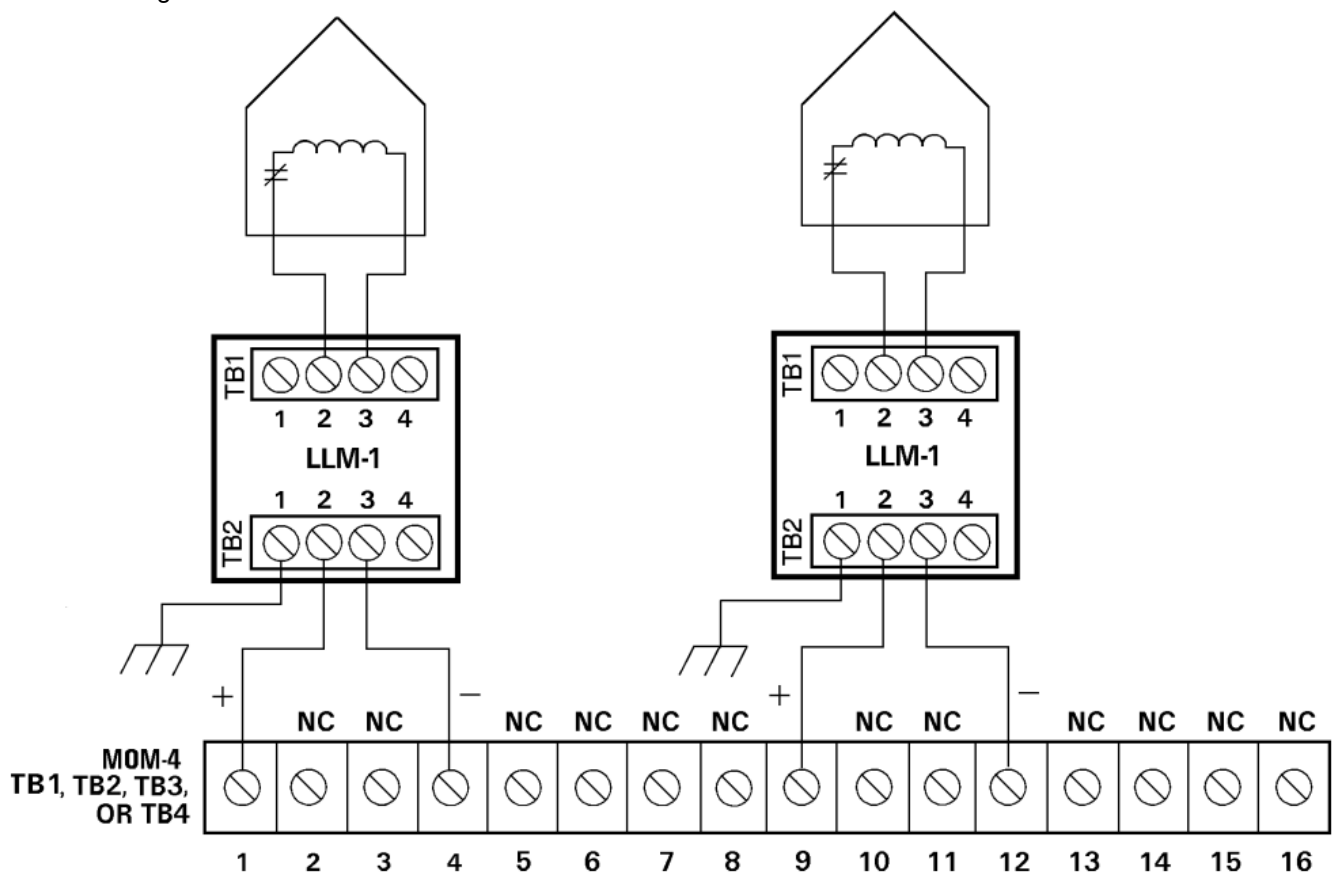 TB1
TB1
1 2 3 4
1 2 3 4
LLM-1
LLM-1
1 2 3 4
1 2 3 4
TB2
TB2
+ − + −
NC NC NC NC NC NC NC NC NC NC NC NC
MOM-4
TB1, TB2, TB3,
OR TB4
1 2 3 4 5 6 7 8 9 10 11 12 13 14 15 16